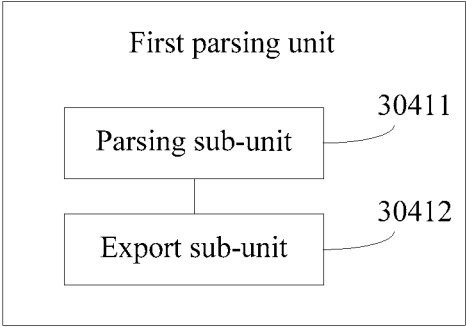 First parsing unit
30411
Parsing sub-unit
30412
Export sub-unit